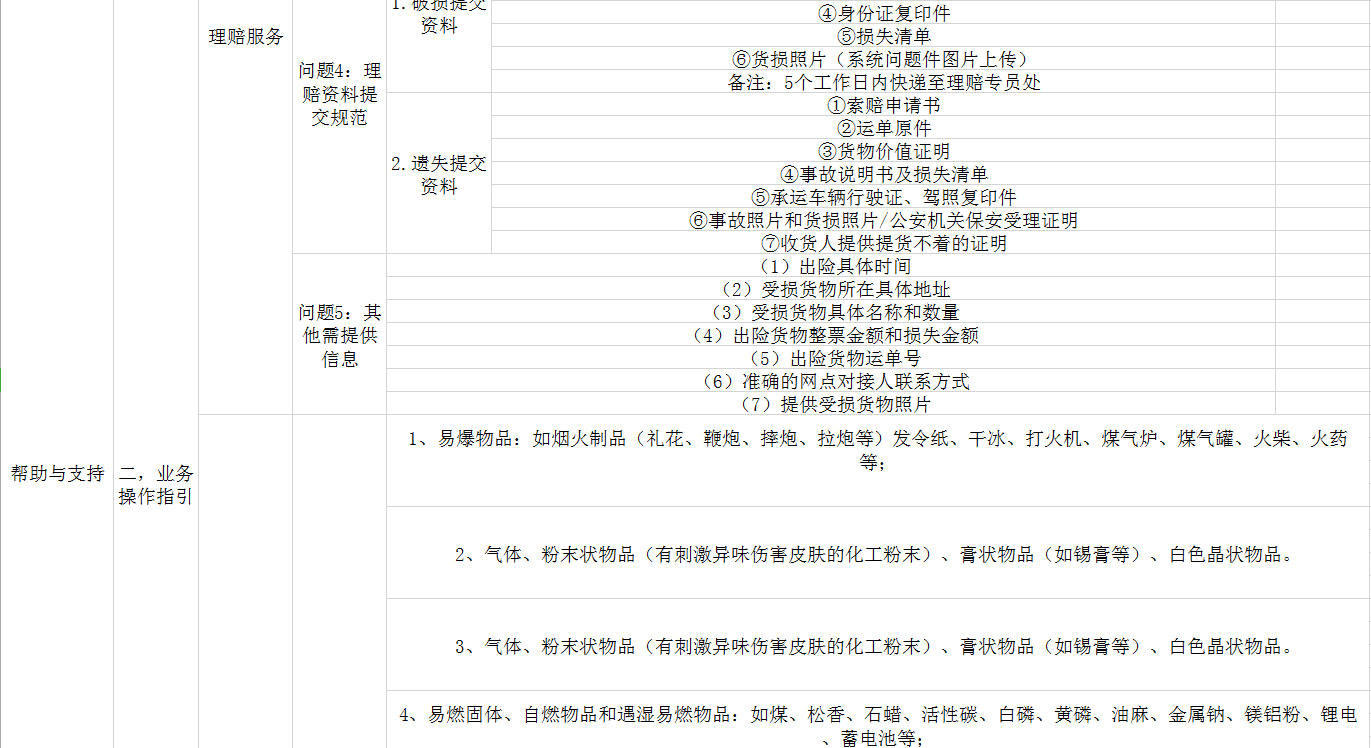 1.破损提交
资料
④身份证复印件
⑤损失清单
⑥货损照片（系统问题件图片上传）
备注：5个工作日内快递至理赔专员处
理赔服务
问题4：理
赔资料提
交规范
2.遗失提交
资料
①索赔申请书
②运单原件
③货物价值证明
④事故说明书及损失清单
⑤承运车辆行驶证、驾照复印件
⑥事故照片和货损照片/公安机关保安受理证明
⑦收货人提供提货不着的证明
问题5：其
他需提供
信息
（1）出险具体时间
（2）受损货物所在具体地址
（3）受损货物具体名称和数量
（4）出险货物整票金额和损失金额
（5）出险货物运单号
（6）准确的网点对接人联系方式
（7）提供受损货物照片
帮助与支持
二，业务
操作指引
1、易爆物品：如烟火制品（礼花、鞭炮、摔炮、拉炮等）发令纸、干冰、打火机、煤气炉、煤气罐、火柴、火药
等；
2、气体、粉末状物品（有刺激异味伤害皮肤的化工粉末）、膏状物品（如锡膏等）、白色晶状物品。
3、气体、粉末状物品（有刺激异味伤害皮肤的化工粉末）、膏状物品（如锡膏等）、白色晶状物品。
4、易燃固体、自燃物品和遇湿易燃物品：如煤、松香、石蜡、活性碳、白磷、黄磷、油麻、金属钠、镁铝粉、锂电
、蓄电池等；